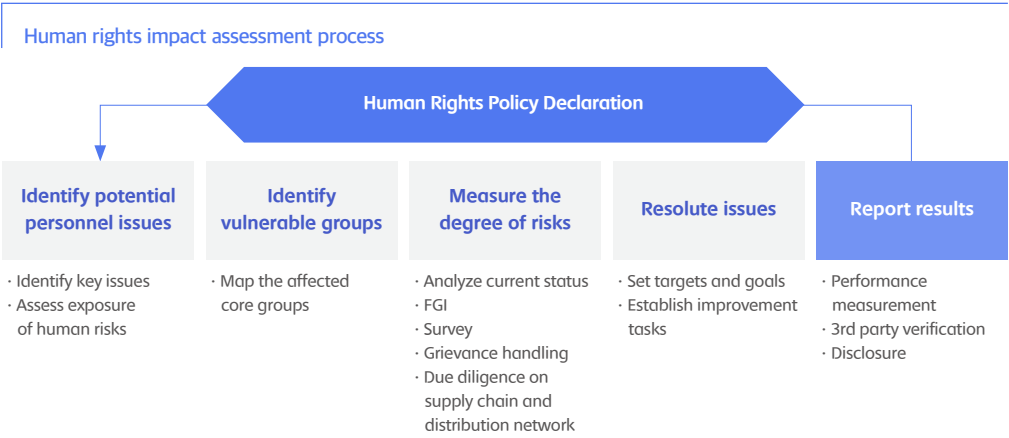 Human rights impact assessment process
Human Rights Policy Declaration
Identify potential
personnel issues
· Identify key issues
· Assess exposure
of human risks
Identify
vulnerable groups
· Map the affected
core groups
Measure the
degree of risks
· Analyze current status
· FGI
· Survey
· Grievance handling
· Due diligence on
supply chain and
distribution network
Resolute issues
· Set targets and goals
· Establish improvement
tasks
Report results
· Performance
measurement
· 3rd party verification
· Disclosure